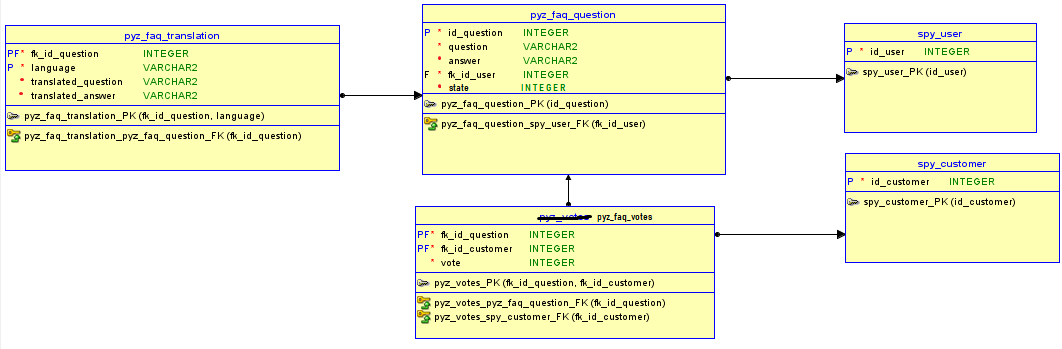 pyz_faq_translation
PF* fk_id_question INTEGER
P * language VARCHAR2
* translated_question VARCHAR2
* translated_answer VARCHAR2
pyz_faq_translation_PK (fk_id_question, language)
pyz_faq_translation_pyz_faq_question_FK (fk_id_question)
pyz_faq_question
P * id_question INTEGER
* question VARCHAR2
* answer VARCHAR2
F * fk_id_user INTEGER
* state INTEGER
pyz_faq_question_PK (id_question)
pyz_faq_question_spy_user_FK (fk_id_user)
spy_user
P * id_user INTEGER
spy_user_PK (id_user)
spy_customer
P * id_customer INTEGER
spy_customer_PK (id_customer)
pyz_votes pyz_faq_votes
PF* fk_id_question INTEGER
PF* fk_id_customer INTEGER
* vote INTEGER
pyz_votes_PK (fk_id_question, fk_id_customer)
pyz_votes_pyz_faq_question_FK (fk_id_question)
pyz_votes_spy_customer_FK (fk_id_customer)